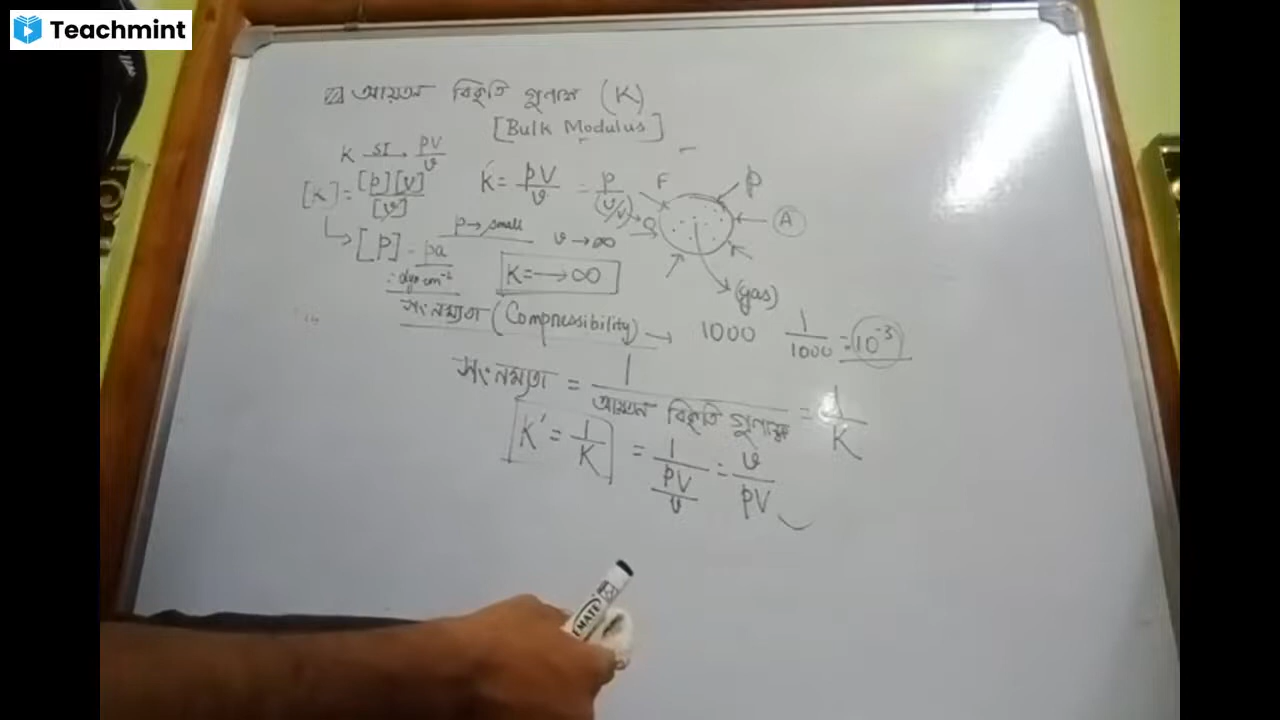 Teachmint
আয়তন বিকৃতি গুনাঙ্ক (K)
[Bulk Modulus]
K SI → pV/v
[K] = [p][V]/[v]
K = pV/v = p/(v/V)
F
p
A
↳ [p] = pa
p → small
v → ∞
= dyn cm⁻²
K = → ∞
(gas)
সংনম্যতা (Compressibility) → 1000 1/1000 = 10⁻³
সংনম্যতা = 1/আয়তন বিকৃতি গুনাঙ্ক = 1/K
K' = 1/K = 1/(pV/v) = v/pV
MATE